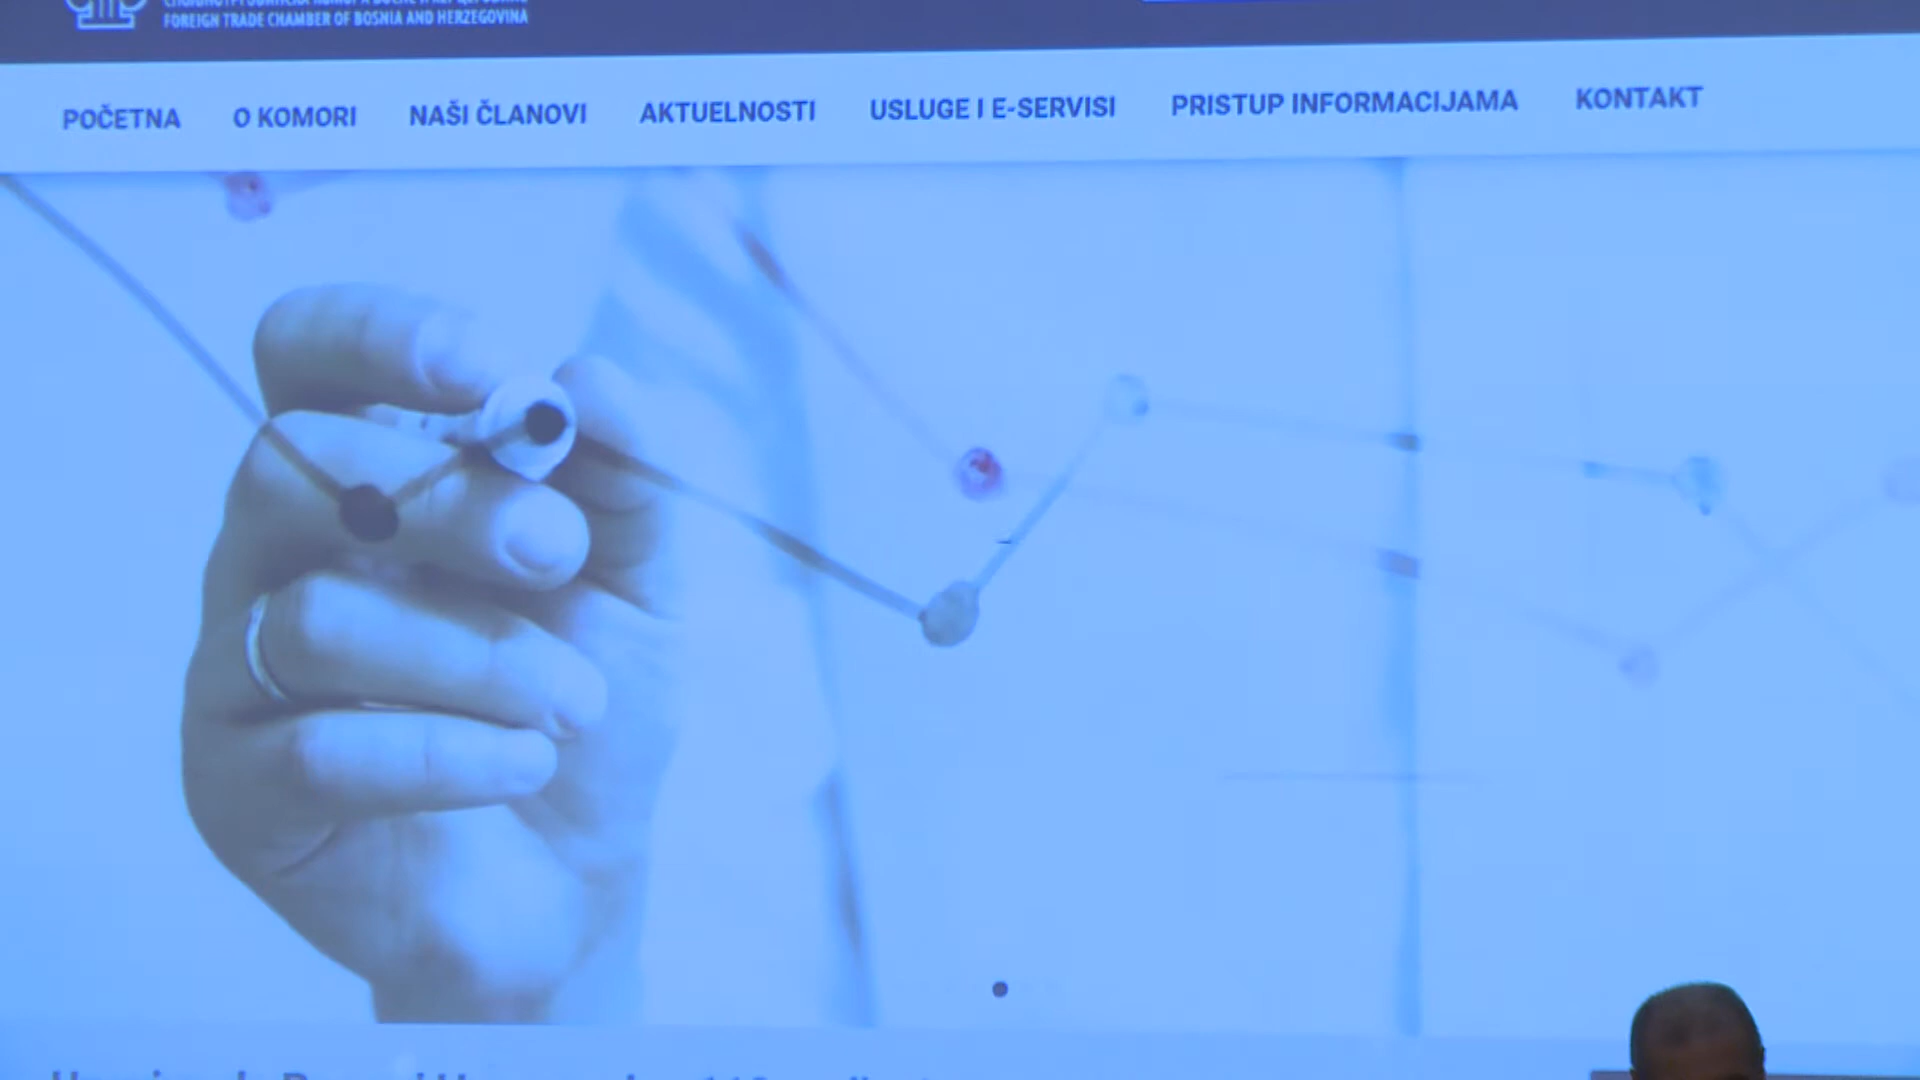 FOREIGN TRADE CHAMBER OF BOSNIA AND HERZEGOVINA
POČETNA O KOMORI NAŠI ČLANOVI AKTUELNOSTI USLUGE I E-SERVISI PRISTUP INFORMACIJAMA KONTAKT